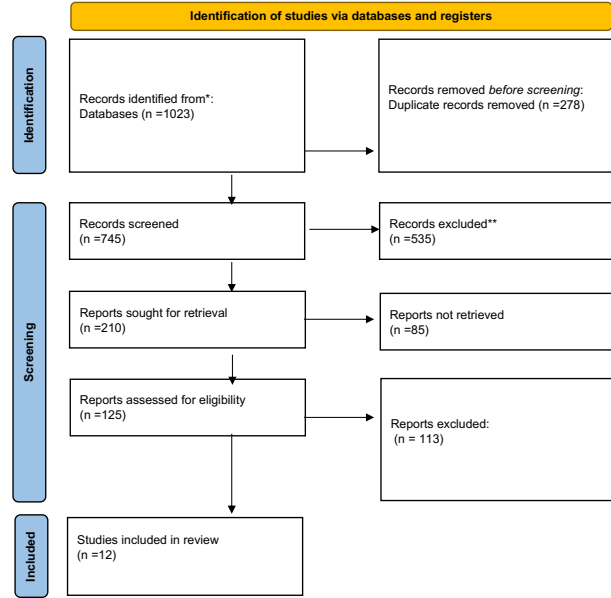 Identification of studies via databases and registers
Identification
Records identified from*:
Databases (n =1023)
Records removed before screening:
Duplicate records removed (n =278)
Screening
Records screened
(n =745)
Records excluded**
(n =535)
Reports sought for retrieval
(n =210)
Reports not retrieved
(n =85)
Reports assessed for eligibility
(n =125)
Reports excluded:
(n = 113)
Included
Studies included in review
(n =12)